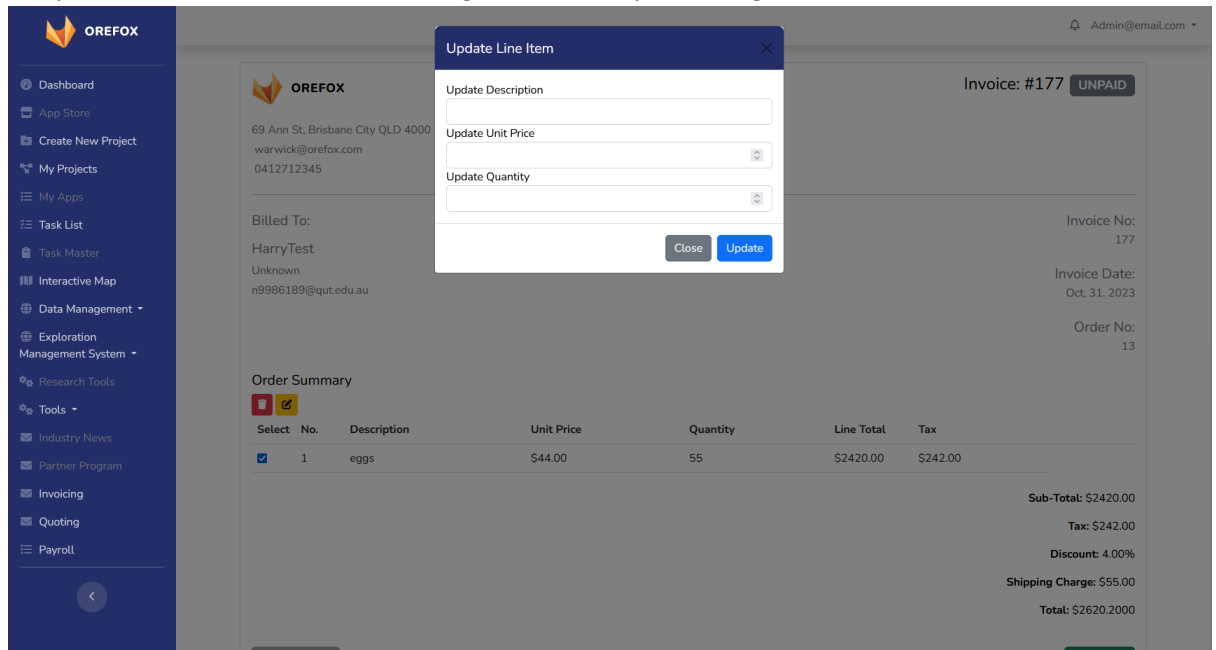 OREFOX
Admin@email.com
Dashboard
App Store
Create New Project
My Projects
My Apps
Task List
Task Master
Interactive Map
Data Management
Exploration
Management System
Research Tools
Tools
Industry News
Partner Program
Invoicing
Quoting
Payroll
Update Line Item
Update Description
Update Unit Price
Update Quantity
Close Update
OREFOX
Invoice: #177 UNPAID
69 Ann St, Brisbane City QLD 4000
warwick@orefox.com
0412712345
Billed To:
HarryTest
Unknown
n9986189@qut.edu.au
Invoice No:
177
Invoice Date:
Oct, 31. 2023
Order No:
13
Order Summary
Select No. Description Unit Price Quantity Line Total Tax
1 eggs $44.00 55 $2420.00 $242.00
Sub-Total: $2420.00
Tax: $242.00
Discount: 4.00%
Shipping Charge: $55.00
Total: $2620.2000